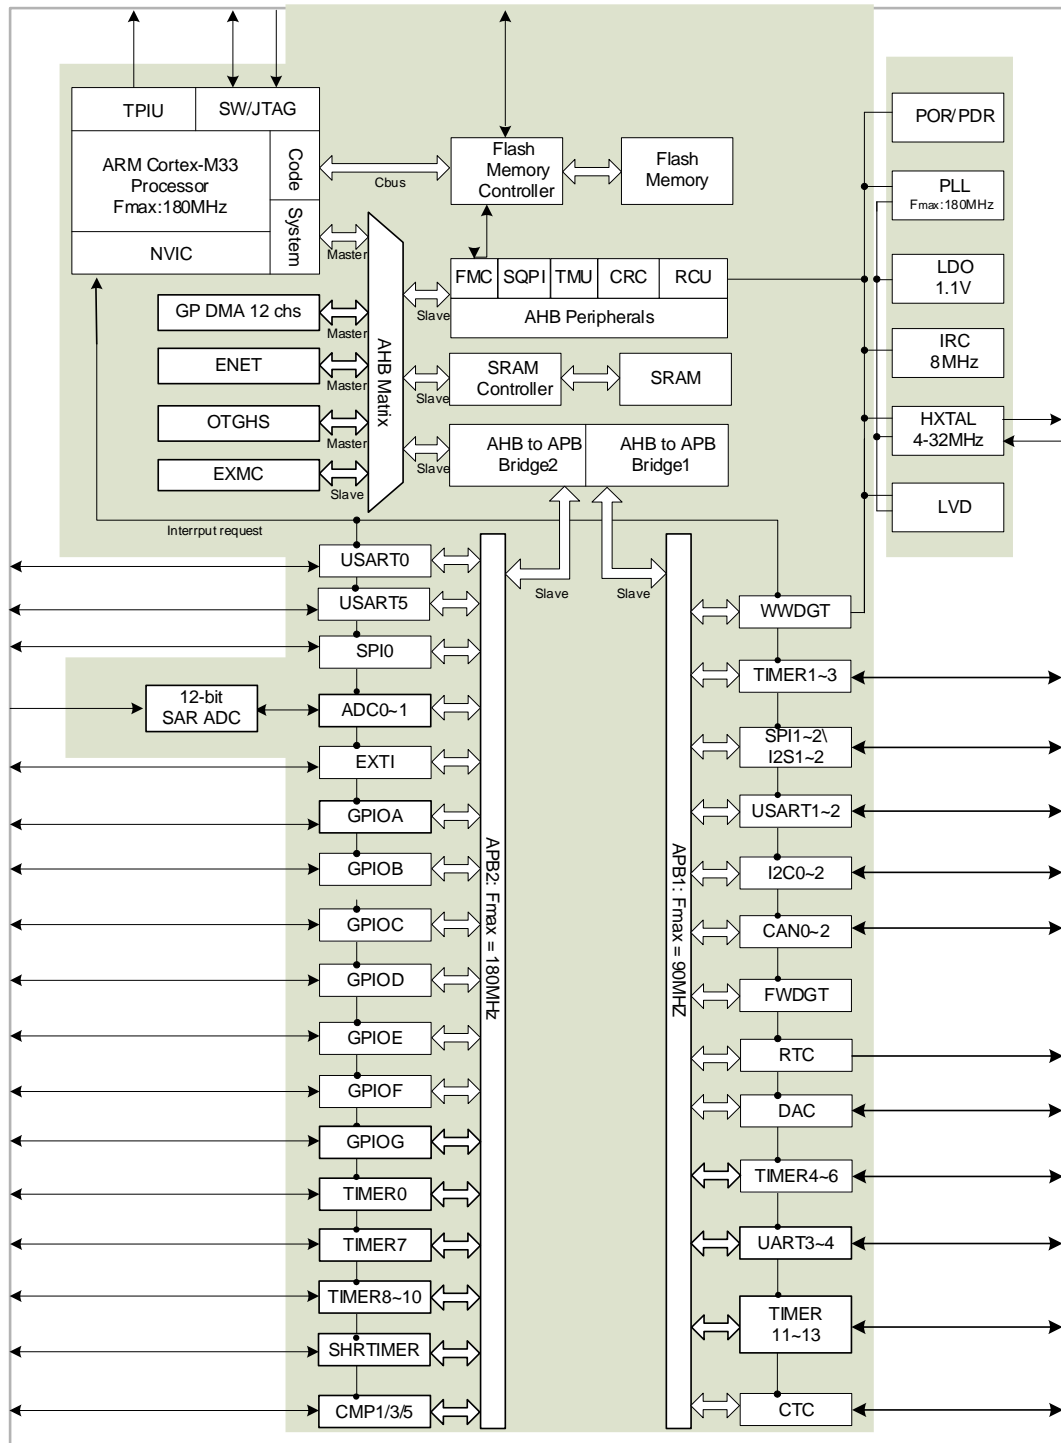 TPIU
SW/JTAG
ARM Cortex-M33
Processor
Fmax:180MHz
Code
System
NVIC
Cbus
Flash
Memory
Controller
Flash
Memory
POR/PDR
PLL
Fmax:180MHz
LDO
1.1V
IRC
8MHz
HXTAL
4-32MHz
LVD
Master
FMC
SQPI
TMU
CRC
RCU
AHB Peripherals
Slave
GP DMA 12 chs
Master
ENET
Master
OTGHS
Master
EXMC
Slave
AHB Matrix
SRAM
Controller
SRAM
Slave
AHB to APB
Bridge2
AHB to APB
Bridge1
Slave
Interrput request
Slave
Slave
USART0
USART5
SPI0
12-bit
SAR ADC
ADC0~1
EXTI
GPIOA
GPIOB
GPIOC
GPIOD
GPIOE
GPIOF
GPIOG
TIMER0
TIMER7
TIMER8~10
SHRTIMER
CMP1/3/5
APB2: Fmax = 180MHz
APB1: Fmax = 90MHZ
WWDGT
TIMER1~3
SPI1~2\
I2S1~2
USART1~2
I2C0~2
CAN0~2
FWDGT
RTC
DAC
TIMER4~6
UART3~4
TIMER
11~13
CTC